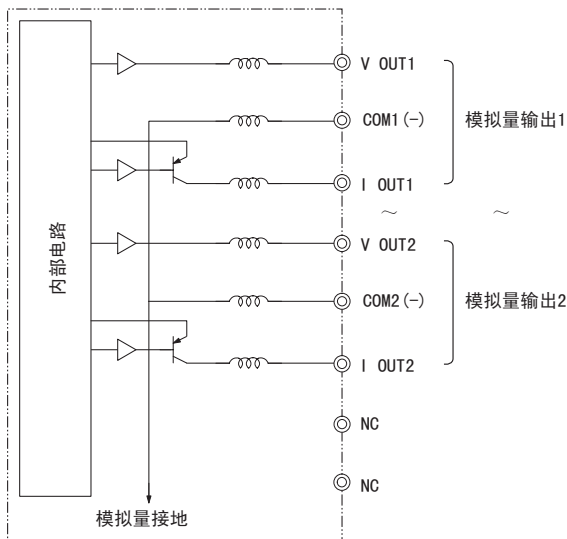 V OUT1
COM1(-)
模拟量输出1
I OUT1
～ ～
V OUT2
内部电路
COM2(-)
模拟量输出2
I OUT2
NC
NC
模拟量接地